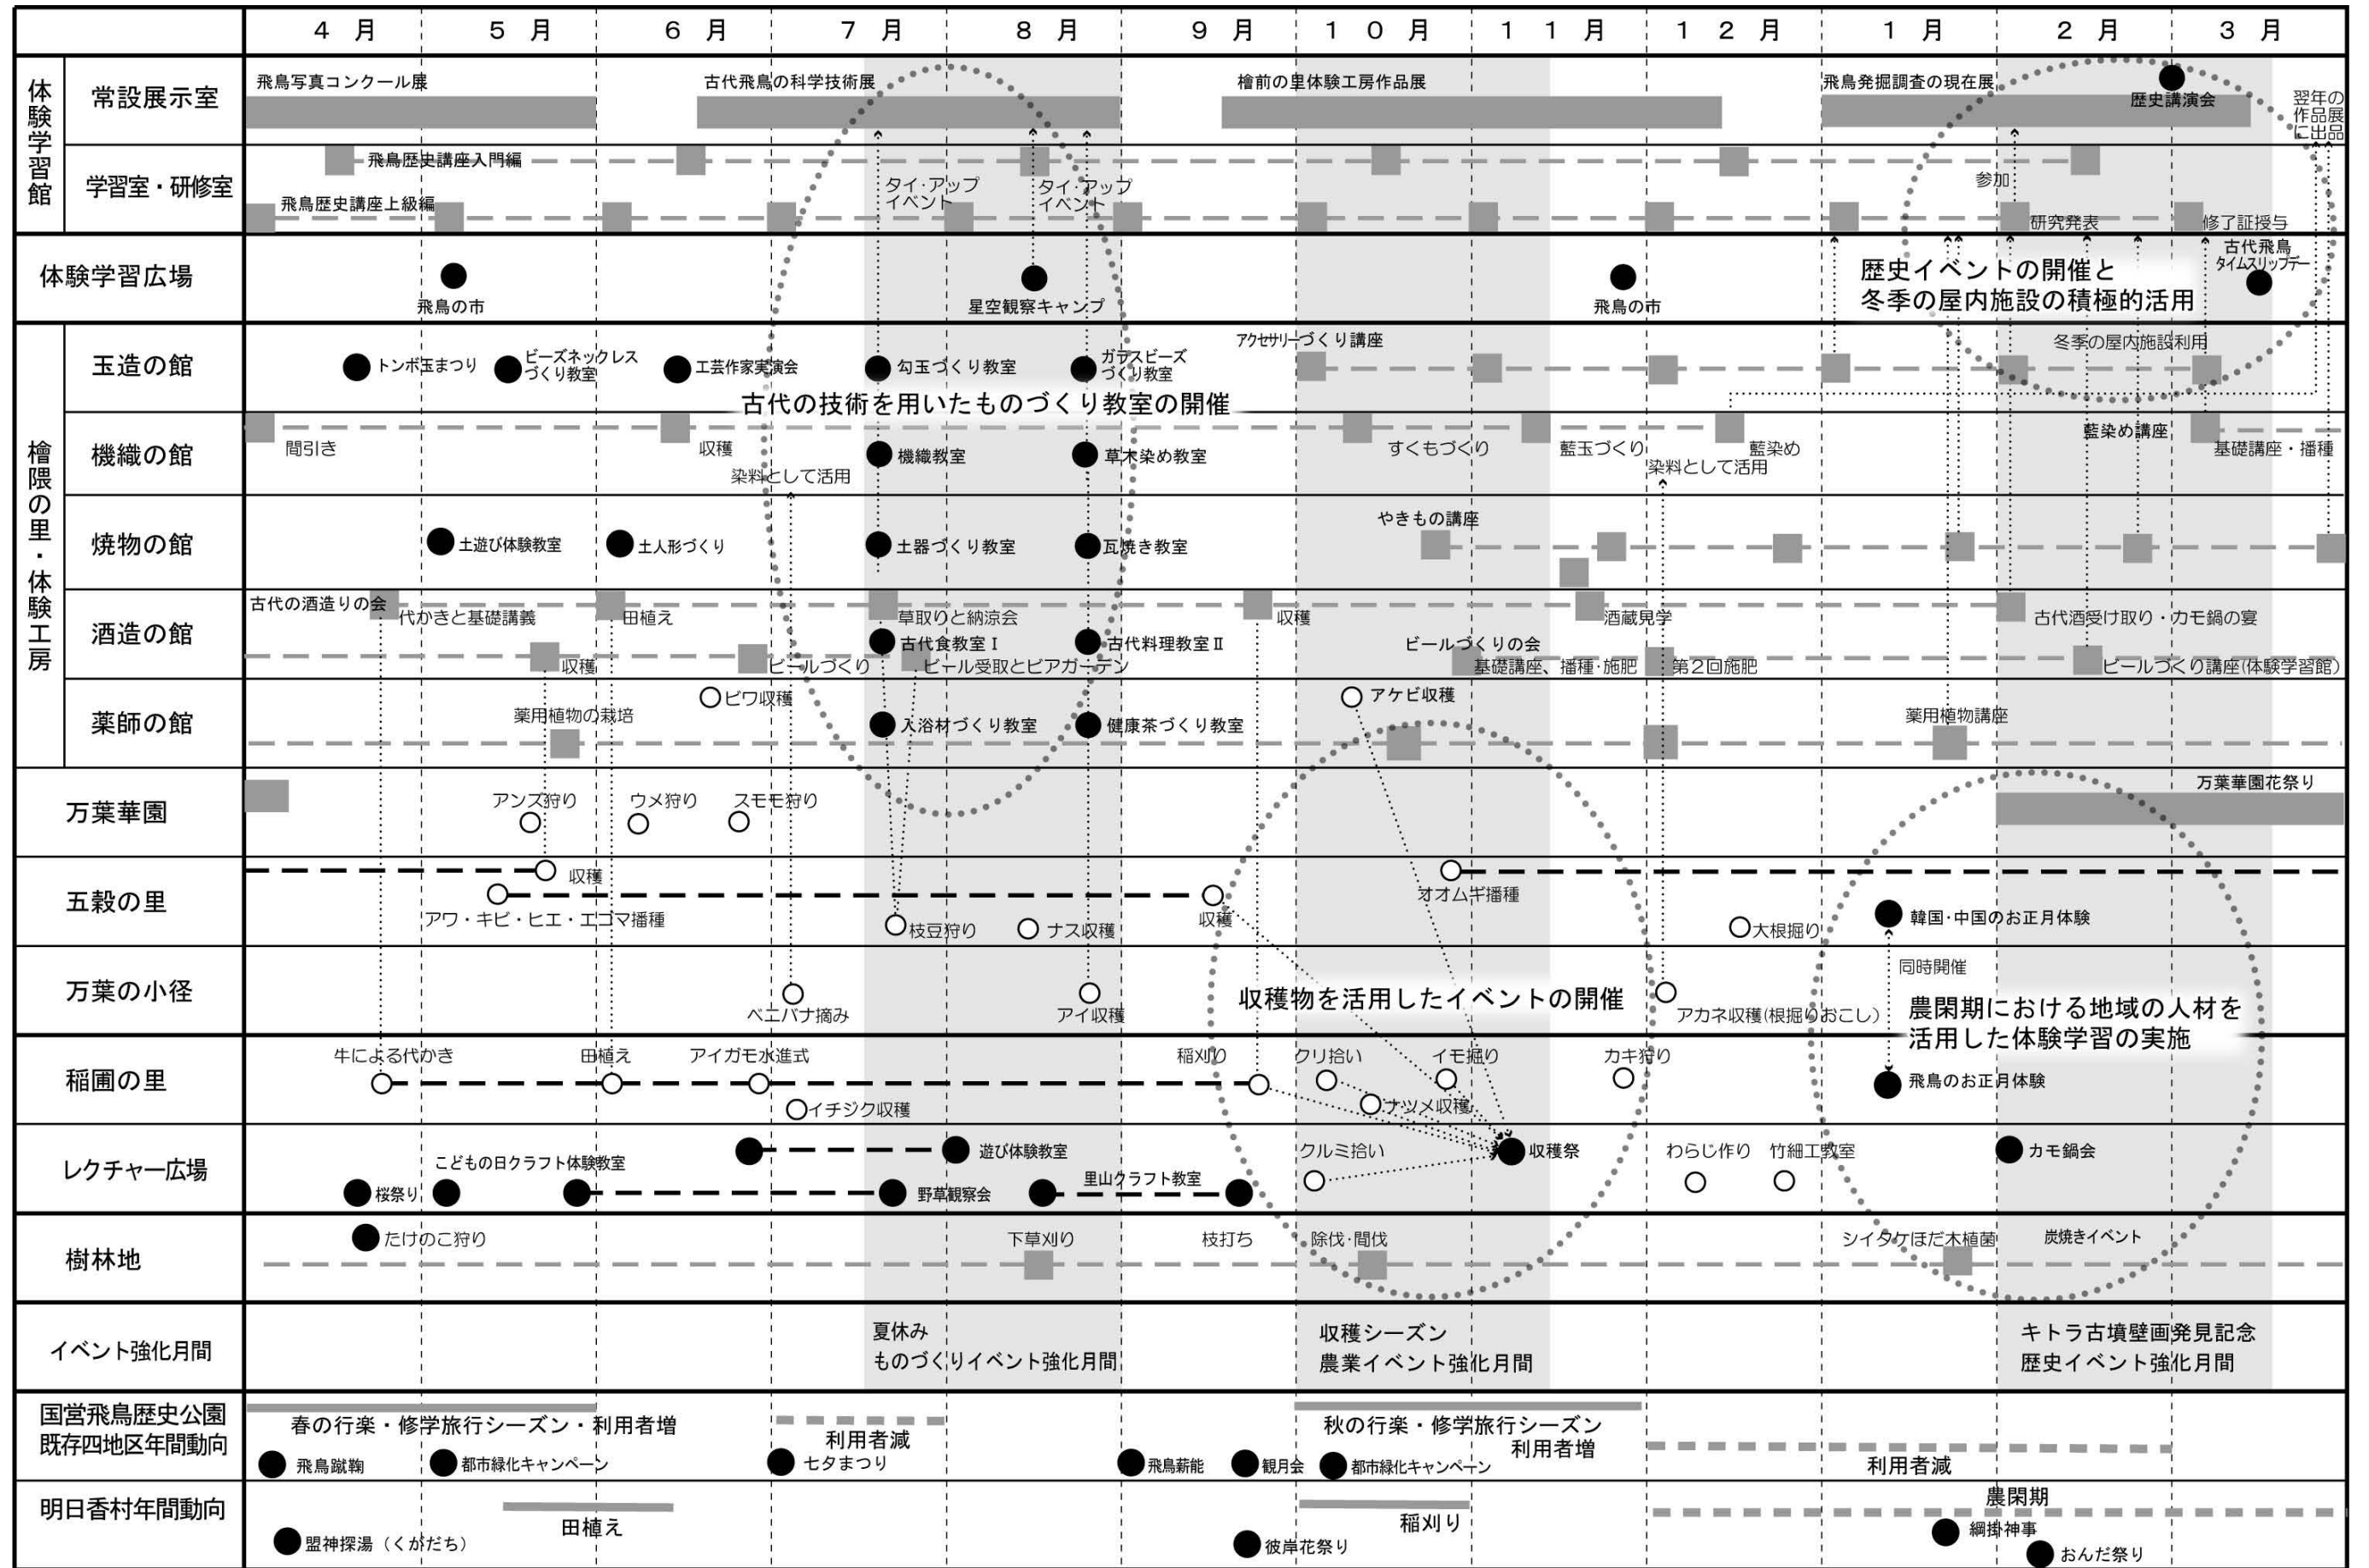 4 月 5 月 6 月 7 月 8 月 9 月 1 0 月 1 1 月 1 2 月 1 月 2 月 3 月
体験学習館
常設展示室
飛鳥写真コンクール展
古代飛鳥の科学技術展
檜前の里体験工房作品展
飛鳥発掘調査の現在展
歴史講演会
翌年の
作品展
に出品
学習室・研修室
飛鳥歴史講座入門編
飛鳥歴史講座上級編
タイ・アップ
イベント
タイ・アップ
イベント
参加
研究発表
修了証授与
体験学習広場
飛鳥の市
星空観察キャンプ
飛鳥の市
歴史イベントの開催と
冬季の屋内施設の積極的活用
古代飛鳥
タイムスリップデー
檜隈の里・体験工房
玉造の館
トンボ玉まつり
ビーズネックレス
づくり教室
工芸作家実演会
勾玉づくり教室
ガラスビーズ
づくり教室
アクセサリーづくり講座
冬季の屋内施設利用
古代の技術を用いたものづくり教室の開催
機織の館
間引き
収穫
染料として活用
機織教室
草木染め教室
すくもづくり
藍玉づくり
藍染め
染料として活用
藍染め講座
基礎講座・播種
焼物の館
土遊び体験教室
土人形づくり
土器づくり教室
瓦焼き教室
やきもの講座
酒造の館
古代の酒造りの会
代かきと基礎講義
田植え
草取りと納涼会
収穫
酒蔵見学
古代酒受け取り・カモ鍋の宴
古代食教室Ⅰ
古代料理教室Ⅱ
収穫
ビールづくり
ビール受取とビアガーデン
ビールづくりの会
基礎講座、播種・施肥
第2回施肥
ビールづくり講座(体験学習館)
薬師の館
ビワ収穫
薬用植物の栽培
入浴材づくり教室
健康茶づくり教室
アケビ収穫
薬用植物講座
万葉華園
アンズ狩り
ウメ狩り
スモモ狩り
万葉華園花祭り
五穀の里
収穫
アワ・キビ・ヒエ・エゴマ播種
枝豆狩り
ナス収穫
収穫
オオムギ播種
大根掘り
韓国・中国のお正月体験
同時開催
万葉の小径
ベニバナ摘み
アイ収穫
収穫物を活用したイベントの開催
アカネ収穫(根掘りおこし)
農閑期における地域の人材を
活用した体験学習の実施
稲圃の里
牛による代かき
田植え
アイガモ水進式
イチジク収穫
稲刈り
クリ拾い
イモ掘り
ナツメ収穫
カキ狩り
飛鳥のお正月体験
レクチャー広場
桜祭り
こどもの日クラフト体験教室
遊び体験教室
野草観察会
里山クラフト教室
クルミ拾い
収穫祭
わらじ作り
竹細工教室
カモ鍋会
樹林地
たけのこ狩り
下草刈り
枝打ち
除伐・間伐
シイタケほだ木植菌
炭焼きイベント
イベント強化月間
夏休み
ものづくりイベント強化月間
収穫シーズン
農業イベント強化月間
キトラ古墳壁画発見記念
歴史イベント強化月間
国営飛鳥歴史公園
既存四地区年間動向
春の行楽・修学旅行シーズン・利用者増
利用者減
秋の行楽・修学旅行シーズン
利用者増
利用者減
飛鳥蹴鞠
都市緑化キャンペーン
七夕まつり
飛鳥薪能
観月会
都市緑化キャンペーン
明日香村年間動向
田植え
稲刈り
農閑期
盟神探湯（くがだち）
彼岸花祭り
綱掛神事
おんだ祭り